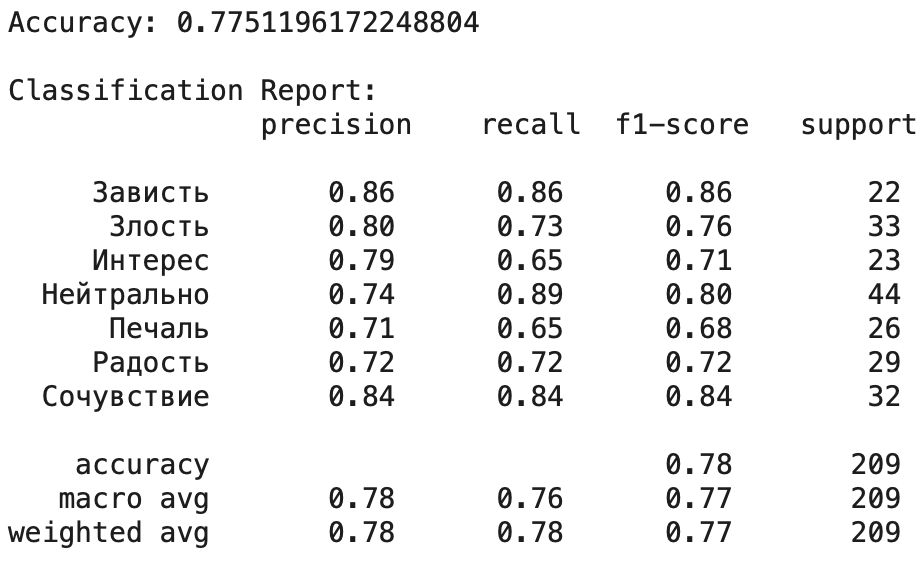 Accuracy: 0.7751196172248804
Classification Report:
precision recall f1-score support
Зависть 0.86 0.86 0.86 22
Злость 0.80 0.73 0.76 33
Интерес 0.79 0.65 0.71 23
Нейтрально 0.74 0.89 0.80 44
Печаль 0.71 0.65 0.68 26
Радость 0.72 0.72 0.72 29
Сочувствие 0.84 0.84 0.84 32
accuracy 0.78 209
macro avg 0.78 0.76 0.77 209
weighted avg 0.78 0.78 0.77 209